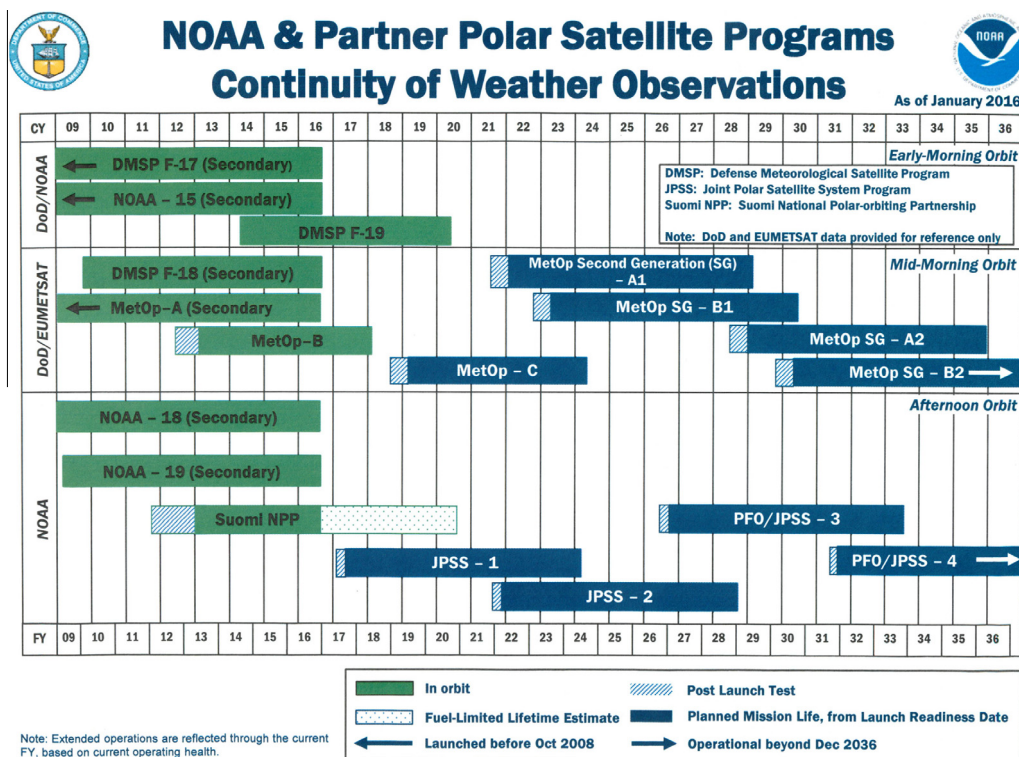 NOAA & Partner Polar Satellite Programs
Continuity of Weather Observations
DEPARTMENT OF COMMERCE
UNITED STATES OF AMERICA
NOAA
As of January 2016
CY 09 10 11 12 13 14 15 16 17 18 19 20 21 22 23 24 25 26 27 28 29 30 31 32 33 34 35 36
DoD/NOAA
Early-Morning Orbit
DMSP F-17 (Secondary)
NOAA – 15 (Secondary)
DMSP F-19
DMSP: Defense Meteorological Satellite Program
JPSS: Joint Polar Satellite System Program
Suomi NPP: Suomi National Polar-orbiting Partnership
Note: DoD and EUMETSAT data provided for reference only
DoD/EUMETSAT
Mid-Morning Orbit
DMSP F-18 (Secondary)
MetOp Second Generation (SG)
– A1
MetOp–A (Secondary
MetOp SG – B1
MetOp–B
MetOp SG – A2
MetOp – C
MetOp SG – B2
NOAA
Afternoon Orbit
NOAA – 18 (Secondary)
NOAA – 19 (Secondary)
Suomi NPP
PFO/JPSS – 3
JPSS – 1
PFO/JPSS – 4
JPSS – 2
FY 09 10 11 12 13 14 15 16 17 18 19 20 21 22 23 24 25 26 27 28 29 30 31 32 33 34 35 36
In orbit
Post Launch Test
Fuel-Limited Lifetime Estimate
Planned Mission Life, from Launch Readiness Date
Launched before Oct 2008
Operational beyond Dec 2036
Note: Extended operations are reflected through the current
FY, based on current operating health.